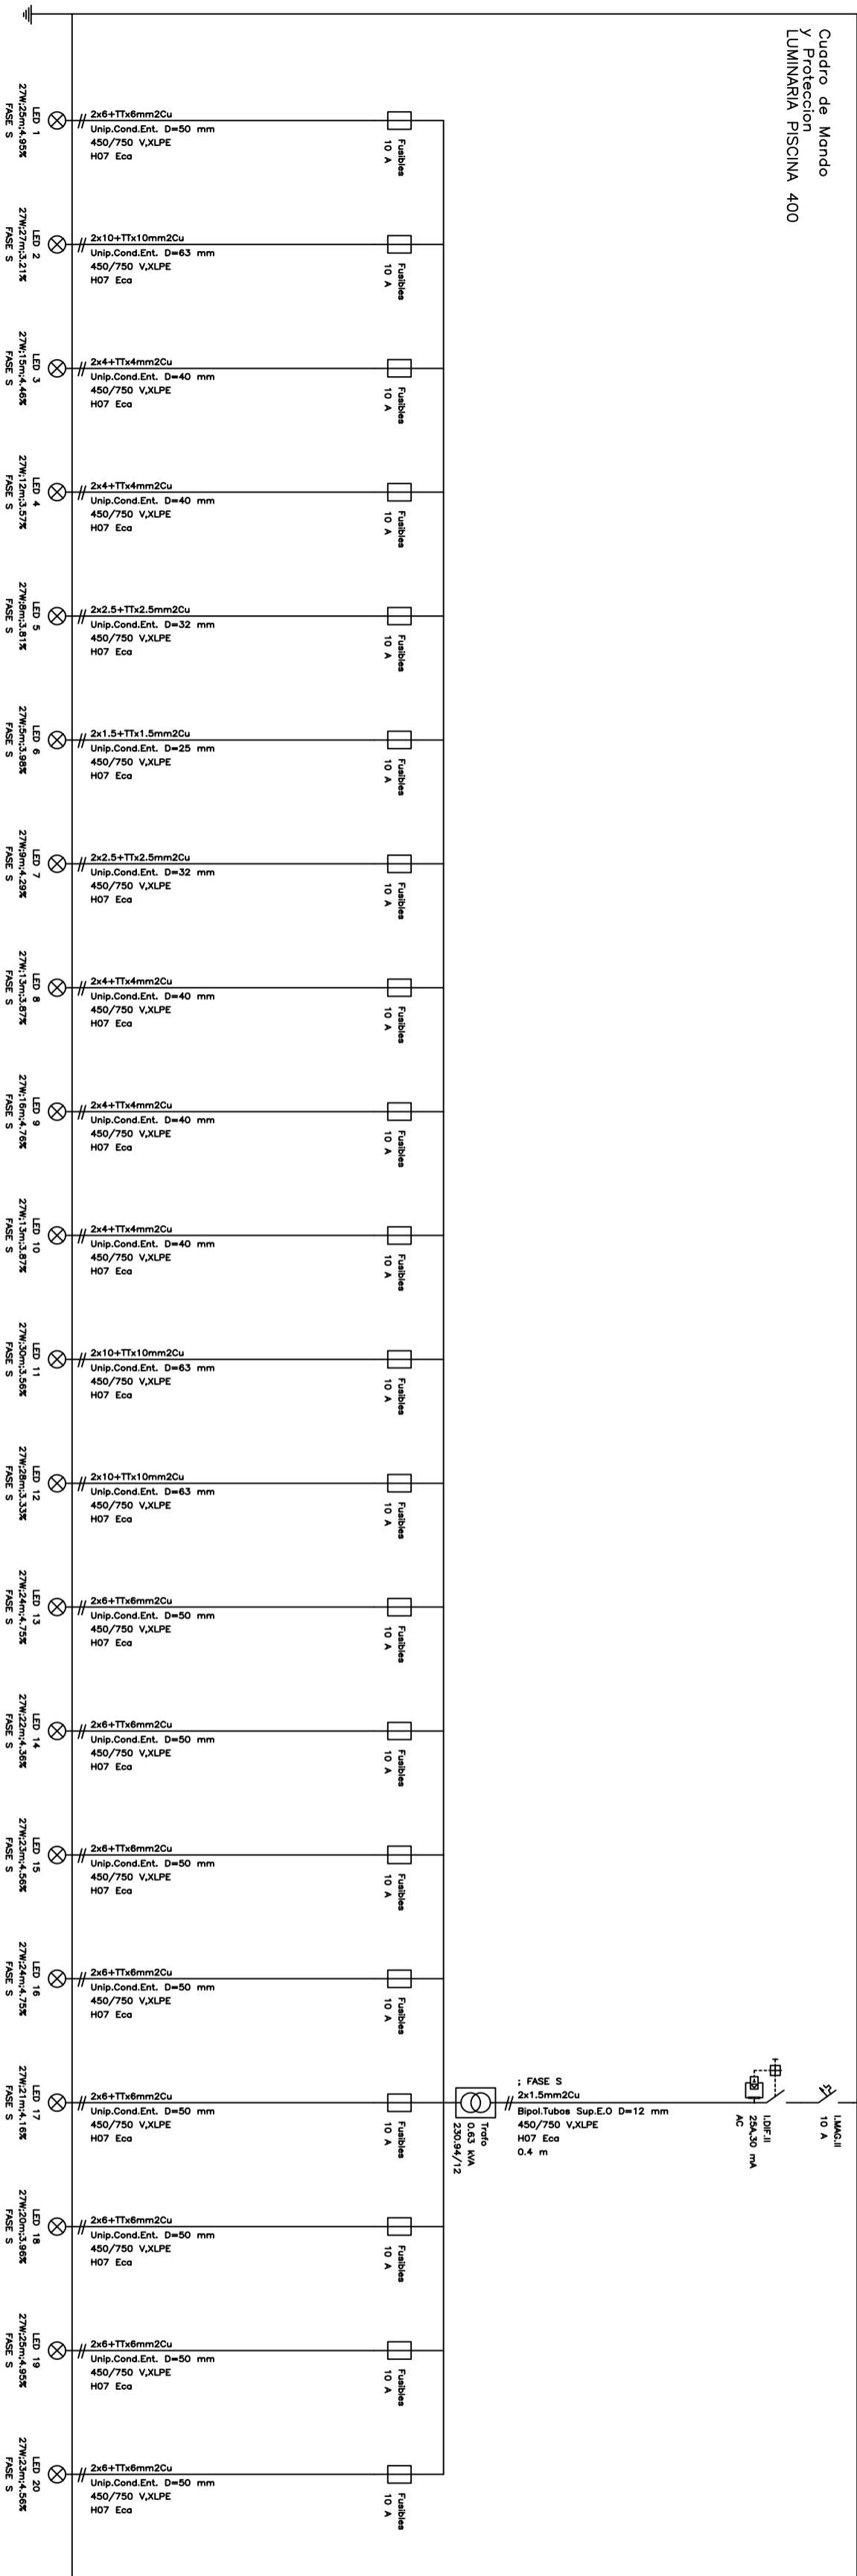 Cuadro de Mando
y Proteccion
LUMINARIA PISCINA 400
I.MAG.II
10 A
I.DIF.II
25A,30 mA
AC
; FASE S
2x1.5mm2Cu
Bipol.Tubos Sup.E.O D=12 mm
450/750 V,XLPE
H07 Eca
0.4 m
Trafo
0.63 kVA
230.94/12
Fusibles
10 A
2x6+TTx6mm2Cu
Unip.Cond.Ent. D=50 mm
450/750 V,XLPE
H07 Eca
LED 1
27W;25m;4.95%
FASE S
Fusibles
10 A
2x10+TTx10mm2Cu
Unip.Cond.Ent. D=63 mm
450/750 V,XLPE
H07 Eca
LED 2
27W;27m;3.21%
FASE S
Fusibles
10 A
2x4+TTx4mm2Cu
Unip.Cond.Ent. D=40 mm
450/750 V,XLPE
H07 Eca
LED 3
27W;15m;4.46%
FASE S
Fusibles
10 A
2x4+TTx4mm2Cu
Unip.Cond.Ent. D=40 mm
450/750 V,XLPE
H07 Eca
LED 4
27W;12m;3.57%
FASE S
Fusibles
10 A
2x2.5+TTx2.5mm2Cu
Unip.Cond.Ent. D=32 mm
450/750 V,XLPE
H07 Eca
LED 5
27W;8m;3.81%
FASE S
Fusibles
10 A
2x1.5+TTx1.5mm2Cu
Unip.Cond.Ent. D=25 mm
450/750 V,XLPE
H07 Eca
LED 6
27W;5m;3.98%
FASE S
Fusibles
10 A
2x2.5+TTx2.5mm2Cu
Unip.Cond.Ent. D=32 mm
450/750 V,XLPE
H07 Eca
LED 7
27W;9m;4.29%
FASE S
Fusibles
10 A
2x4+TTx4mm2Cu
Unip.Cond.Ent. D=40 mm
450/750 V,XLPE
H07 Eca
LED 8
27W;13m;3.87%
FASE S
Fusibles
10 A
2x4+TTx4mm2Cu
Unip.Cond.Ent. D=40 mm
450/750 V,XLPE
H07 Eca
LED 9
27W;16m;4.76%
FASE S
Fusibles
10 A
2x4+TTx4mm2Cu
Unip.Cond.Ent. D=40 mm
450/750 V,XLPE
H07 Eca
LED 10
27W;13m;3.87%
FASE S
Fusibles
10 A
2x10+TTx10mm2Cu
Unip.Cond.Ent. D=63 mm
450/750 V,XLPE
H07 Eca
LED 11
27W;30m;3.56%
FASE S
Fusibles
10 A
2x10+TTx10mm2Cu
Unip.Cond.Ent. D=63 mm
450/750 V,XLPE
H07 Eca
LED 12
27W;28m;3.33%
FASE S
Fusibles
10 A
2x6+TTx6mm2Cu
Unip.Cond.Ent. D=50 mm
450/750 V,XLPE
H07 Eca
LED 13
27W;24m;4.75%
FASE S
Fusibles
10 A
2x6+TTx6mm2Cu
Unip.Cond.Ent. D=50 mm
450/750 V,XLPE
H07 Eca
LED 14
27W;22m;4.36%
FASE S
Fusibles
10 A
2x6+TTx6mm2Cu
Unip.Cond.Ent. D=50 mm
450/750 V,XLPE
H07 Eca
LED 15
27W;23m;4.56%
FASE S
Fusibles
10 A
2x6+TTx6mm2Cu
Unip.Cond.Ent. D=50 mm
450/750 V,XLPE
H07 Eca
LED 16
27W;24m;4.75%
FASE S
Fusibles
10 A
2x6+TTx6mm2Cu
Unip.Cond.Ent. D=50 mm
450/750 V,XLPE
H07 Eca
LED 17
27W;21m;4.16%
FASE S
Fusibles
10 A
2x6+TTx6mm2Cu
Unip.Cond.Ent. D=50 mm
450/750 V,XLPE
H07 Eca
LED 18
27W;20m;3.96%
FASE S
Fusibles
10 A
2x6+TTx6mm2Cu
Unip.Cond.Ent. D=50 mm
450/750 V,XLPE
H07 Eca
LED 19
27W;25m;4.95%
FASE S
Fusibles
10 A
2x6+TTx6mm2Cu
Unip.Cond.Ent. D=50 mm
450/750 V,XLPE
H07 Eca
LED 20
27W;23m;4.56%
FASE S